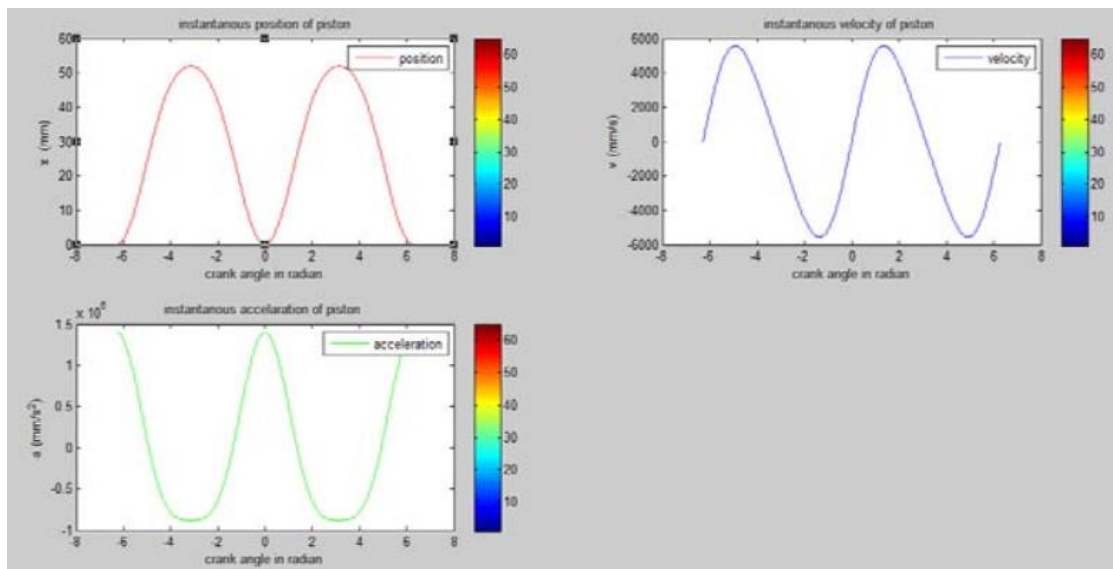 instantanous position of piston
60
50
40
30
20
10
0
x (mm)
-8 -6 -4 -2 0 2 4 6 8
crank angle in radian
position
60
50
40
30
20
10
instantanous velocity of piston
6000
4000
2000
0
-2000
-4000
-6000
v (mm/s)
-8 -6 -4 -2 0 2 4 6 8
crank angle in radian
velocity
60
50
40
30
20
10
x 10^6
instantanous accelaration of piston
1.5
1
0.5
0
-0.5
-1
a (mm/s²)
-8 -6 -4 -2 0 2 4 6 8
crank angle in radian
acceleration
60
50
40
30
20
10